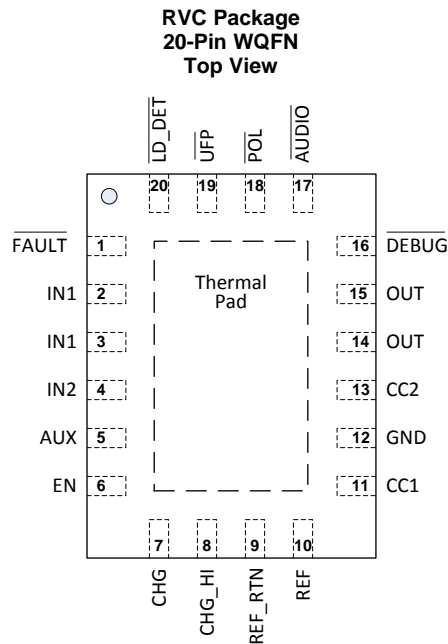 RVC Package
20-Pin WQFN
Top View
LD_DET
UFP
POL
AUDIO
20
19
18
17
FAULT 1
16 DEBUG
IN1 2
Thermal
Pad
15 OUT
IN1 3
14 OUT
IN2 4
13 CC2
AUX 5
12 GND
EN 6
11 CC1
7
8
9
10
CHG
CHG_HI
REF_RTN
REF